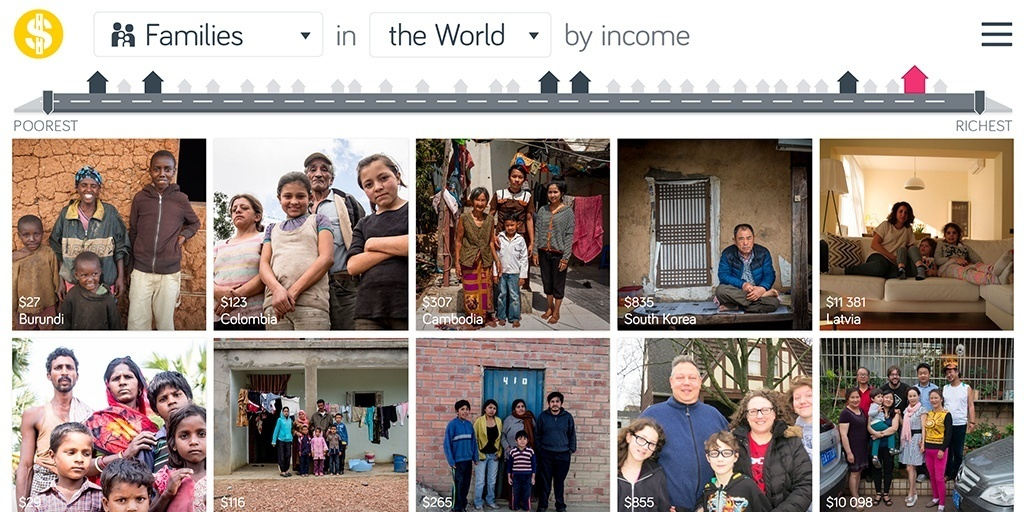 $
Families in the World by income
POOREST
RICHEST
$27
Burundi
$123
Colombia
$307
Cambodia
$835
South Korea
$11 381
Latvia
$29
$116
410
$265
$855
$10 098